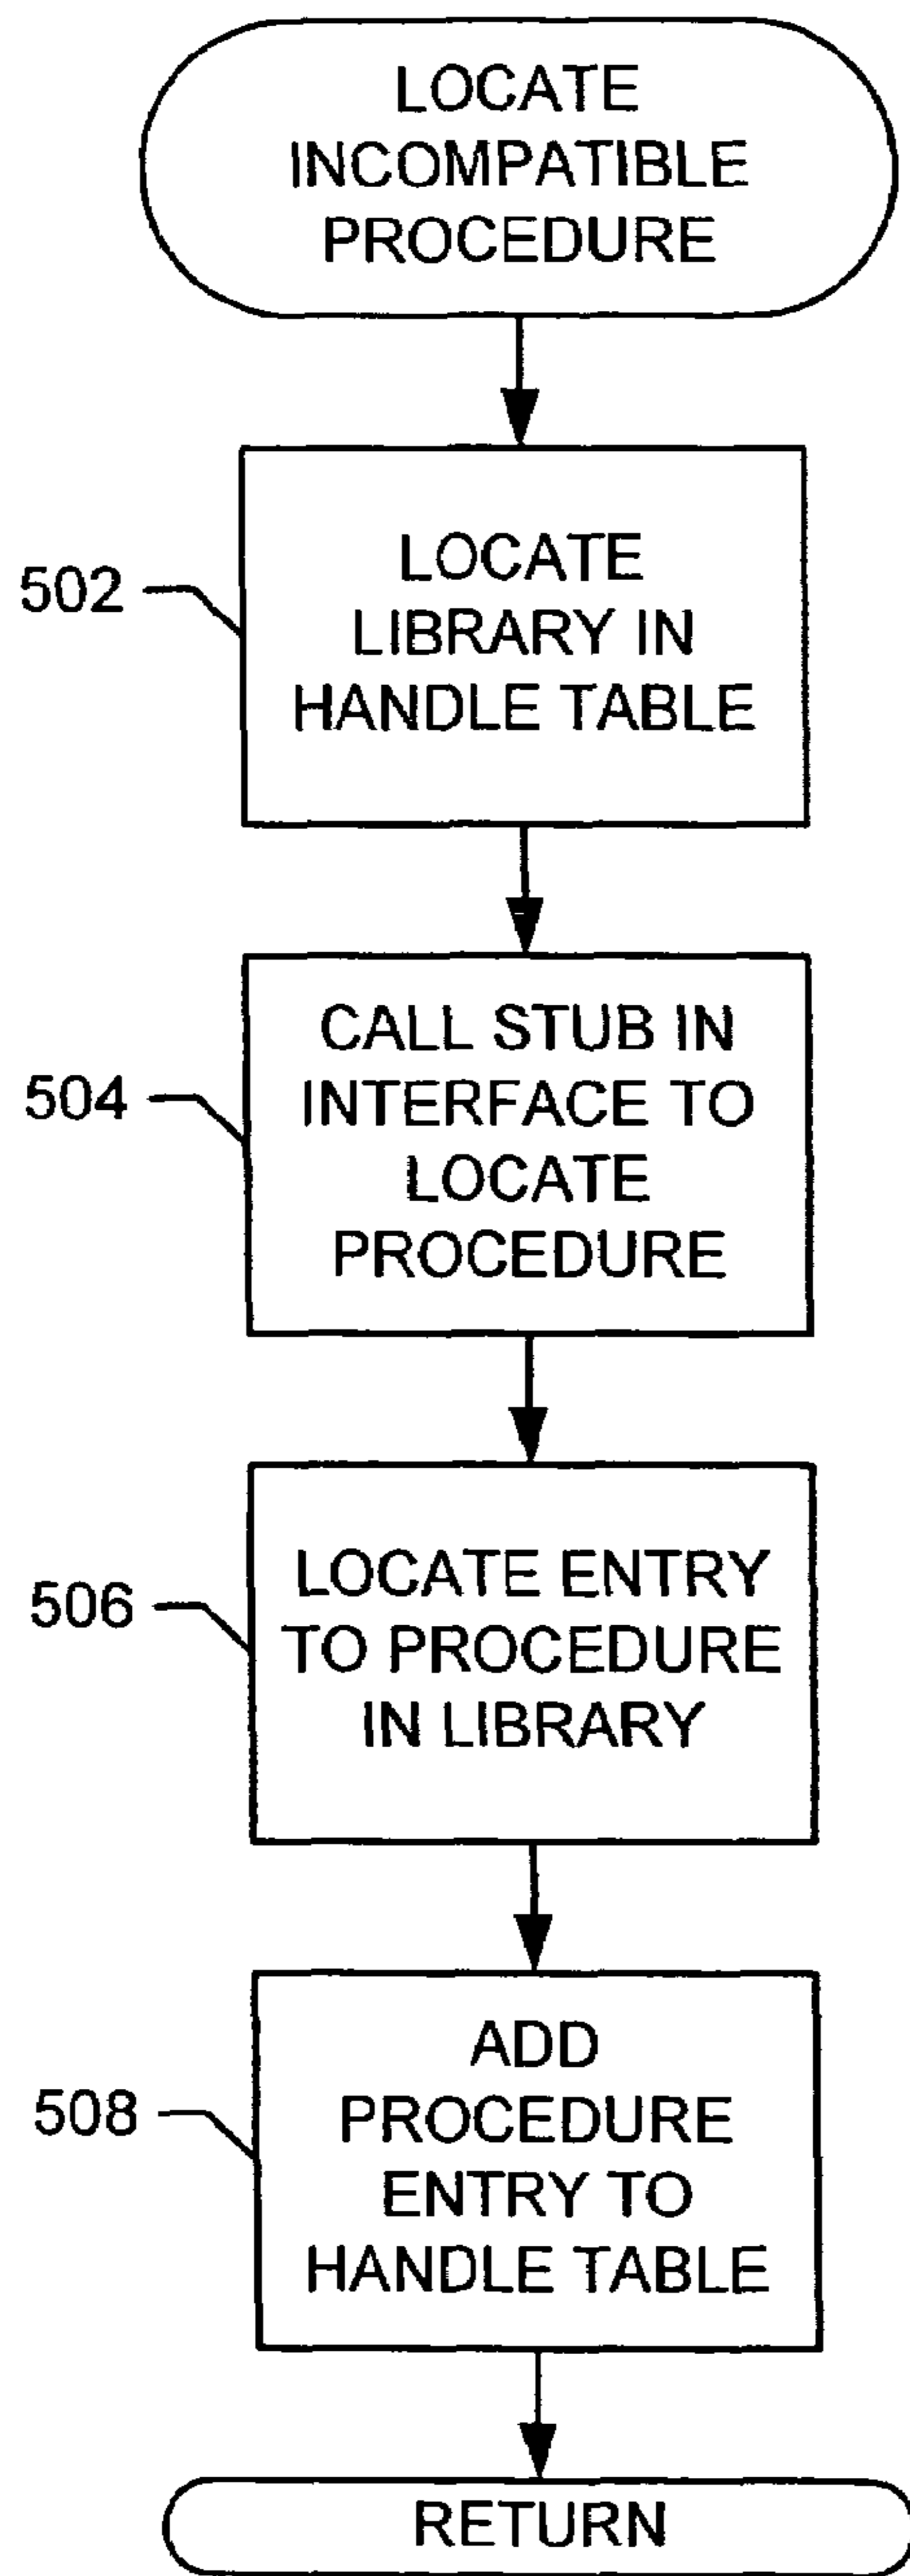 LOCATE
INCOMPATIBLE
PROCEDURE
502
LOCATE
LIBRARY IN
HANDLE TABLE
504
CALL STUB IN
INTERFACE TO
LOCATE
PROCEDURE
506
LOCATE ENTRY
TO PROCEDURE
IN LIBRARY
508
ADD
PROCEDURE
ENTRY TO
HANDLE TABLE
RETURN